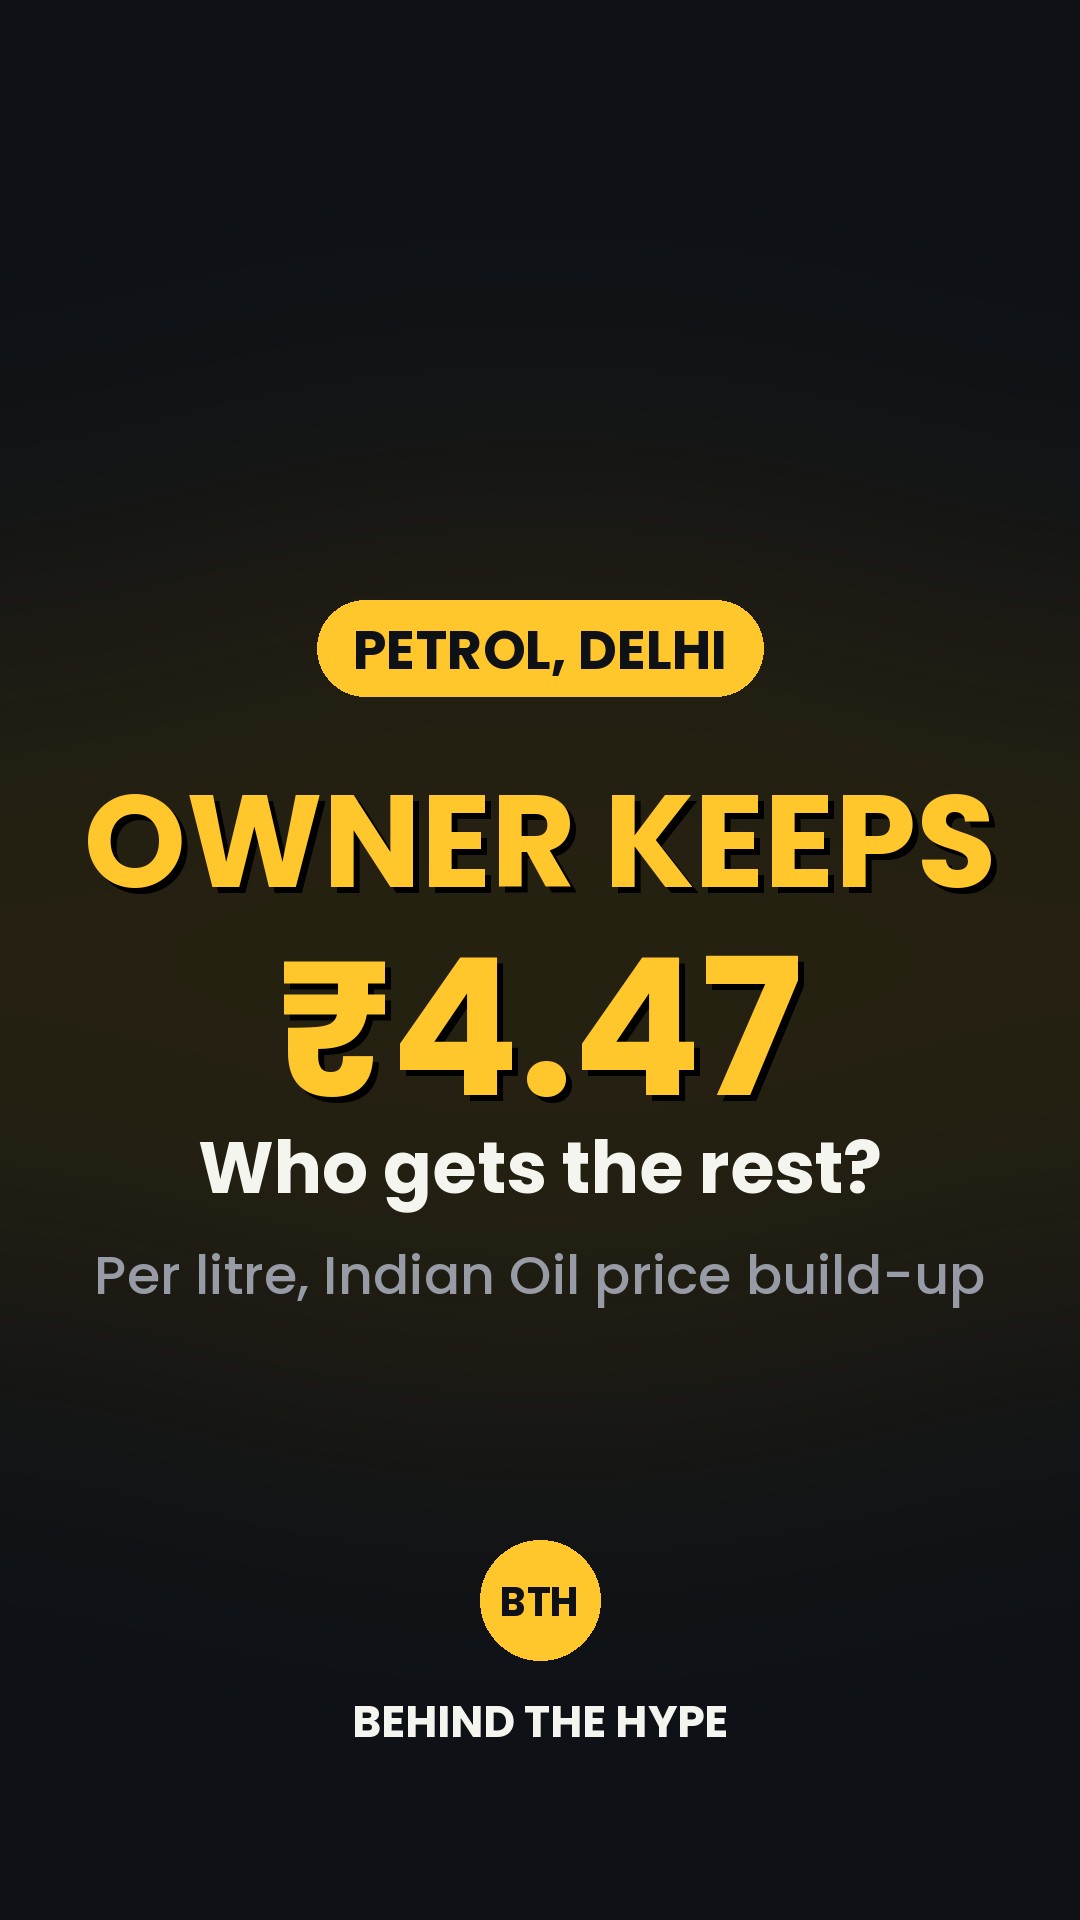 PETROL, DELHI
OWNER KEEPS
₹4.47
Who gets the rest?
Per litre, Indian Oil price build-up
BTH
BEHIND THE HYPE